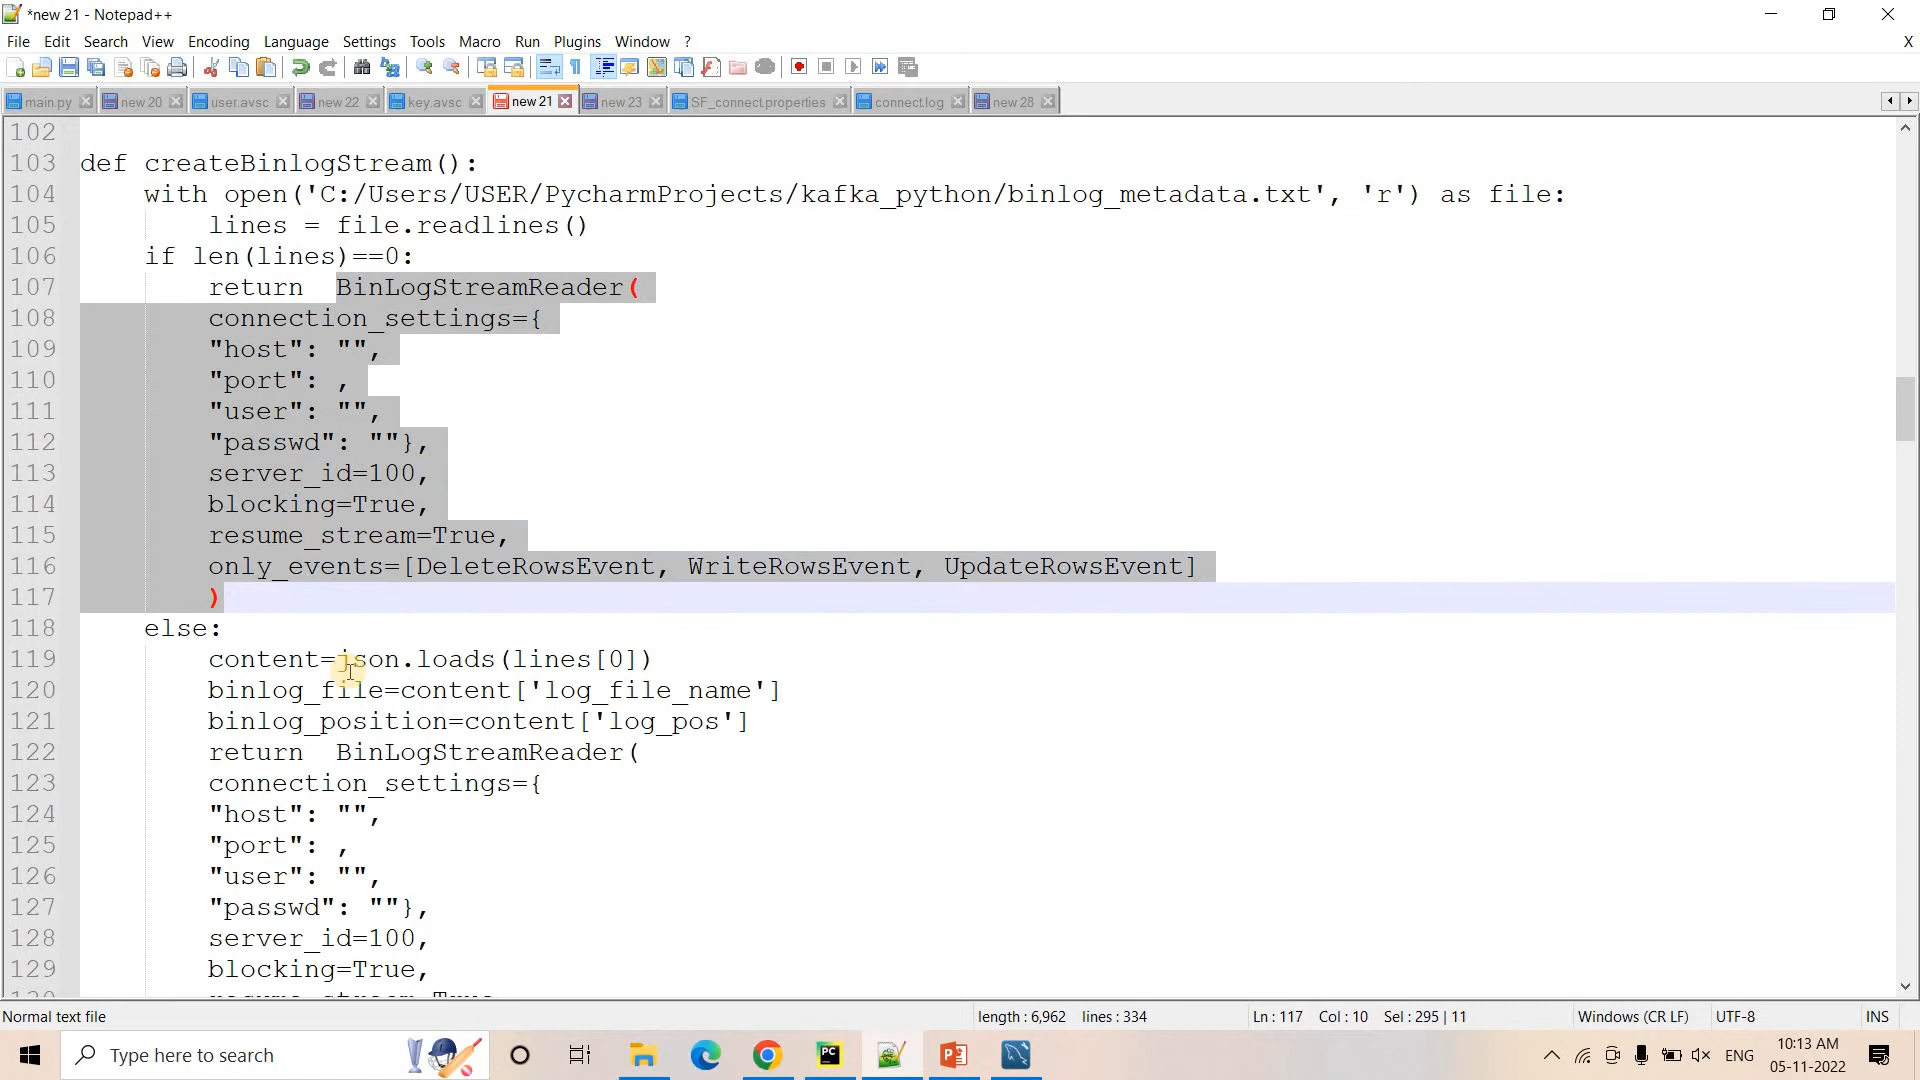 *new 21 - Notepad++
File Edit Search View Encoding Language Settings Tools Macro Run Plugins Window ? X
main.py new 20 user.avsc new 22 key.avsc new 21 new 23 SF_connect.properties connect.log new 28
102
103 def createBinlogStream():
104 with open('C:/Users/USER/PycharmProjects/kafka_python/binlog_metadata.txt', 'r') as file:
105 lines = file.readlines()
106 if len(lines)==0:
107 return  BinLogStreamReader(
108 connection_settings={
109 "host": "",
110 "port": ,
111 "user": "",
112 "passwd": ""},
113 server_id=100,
114 blocking=True,
115 resume_stream=True,
116 only_events=[DeleteRowsEvent, WriteRowsEvent, UpdateRowsEvent]
117 )
118 else:
119 content=json.loads(lines[0])
120 binlog_file=content['log_file_name']
121 binlog_position=content['log_pos']
122 return  BinLogStreamReader(
123 connection_settings={
124 "host": "",
125 "port": ,
126 "user": "",
127 "passwd": ""},
128 server_id=100,
129 blocking=True,
Normal text file length : 6,962 lines : 334 Ln : 117 Col : 10 Sel : 295 | 11 Windows (CR LF) UTF-8 INS
Type here to search
PC
ENG
10:13 AM
05-11-2022